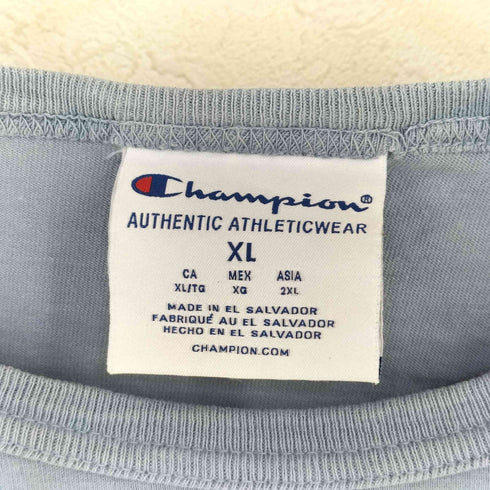 Champion®
AUTHENTIC ATHLETICWEAR
XL
CA MEX ASIA
XL/TG XG 2XL
MADE IN EL SALVADOR
FABRIQUÉ AU EL SALVADOR
HECHO EN EL SALVADOR
CHAMPION.COM